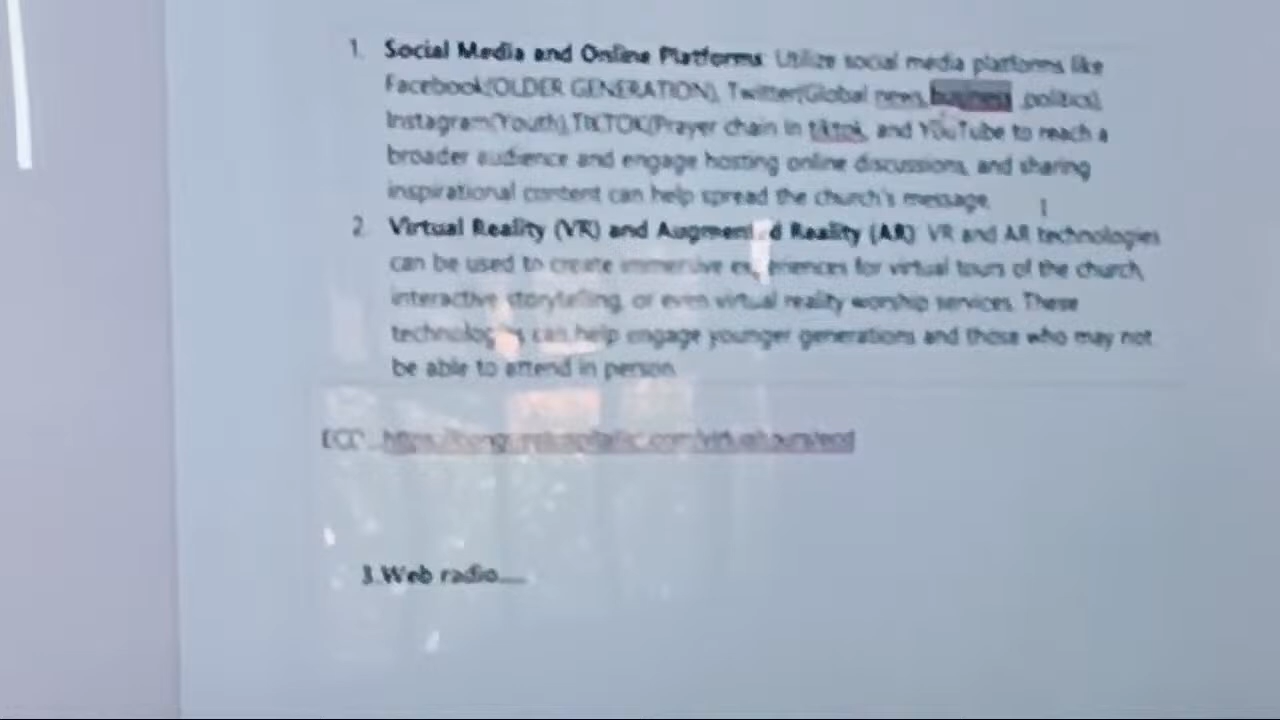 1. Social Media and Online Platforms: Utilize social media platforms like
Facebook(OLDER GENERATION), Twitter(Global news, business ,politics),
Instagram(Youth),TIKTOK(Prayer chain in tiktok, and YouTube to reach a
broader audience and engage hosting online discussions, and sharing
inspirational content can help spread the church's message.
2. Virtual Reality (VR) and Augmented Reality (AR): VR and AR technologies
can be used to create immersive experiences for virtual tours of the church,
interactive storytelling, or even virtual reality worship services. These
technologies can help engage younger generations and those who may not
be able to attend in person.
3.Web radio....